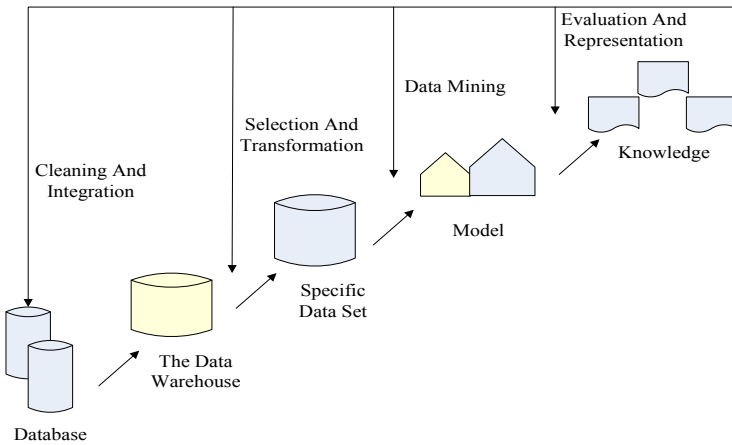 Evaluation And
Representation
Data Mining
Selection And
Transformation
Knowledge
Cleaning And
Integration
Model
Specific
Data Set
The Data
Warehouse
Database